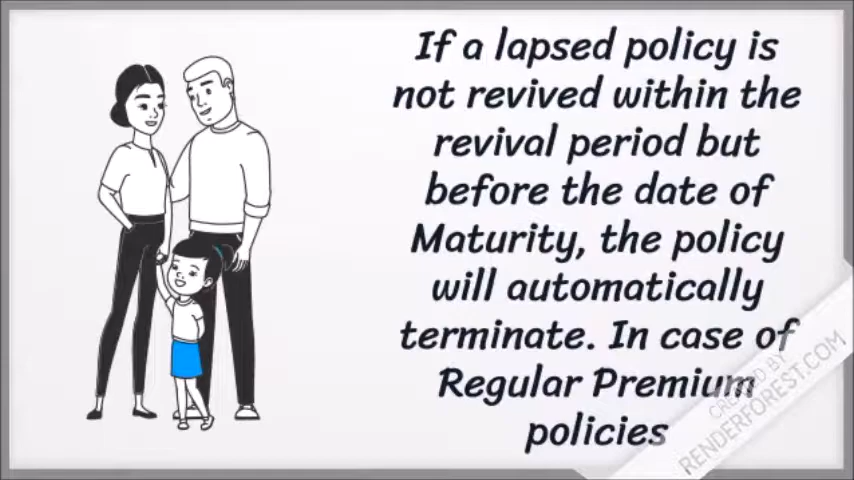 If a lapsed policy is
not revived within the
revival period but
before the date of
Maturity, the policy
will automatically
terminate. In case of
Regular Premium
policies
CREATED BY
RENDERFOREST.COM